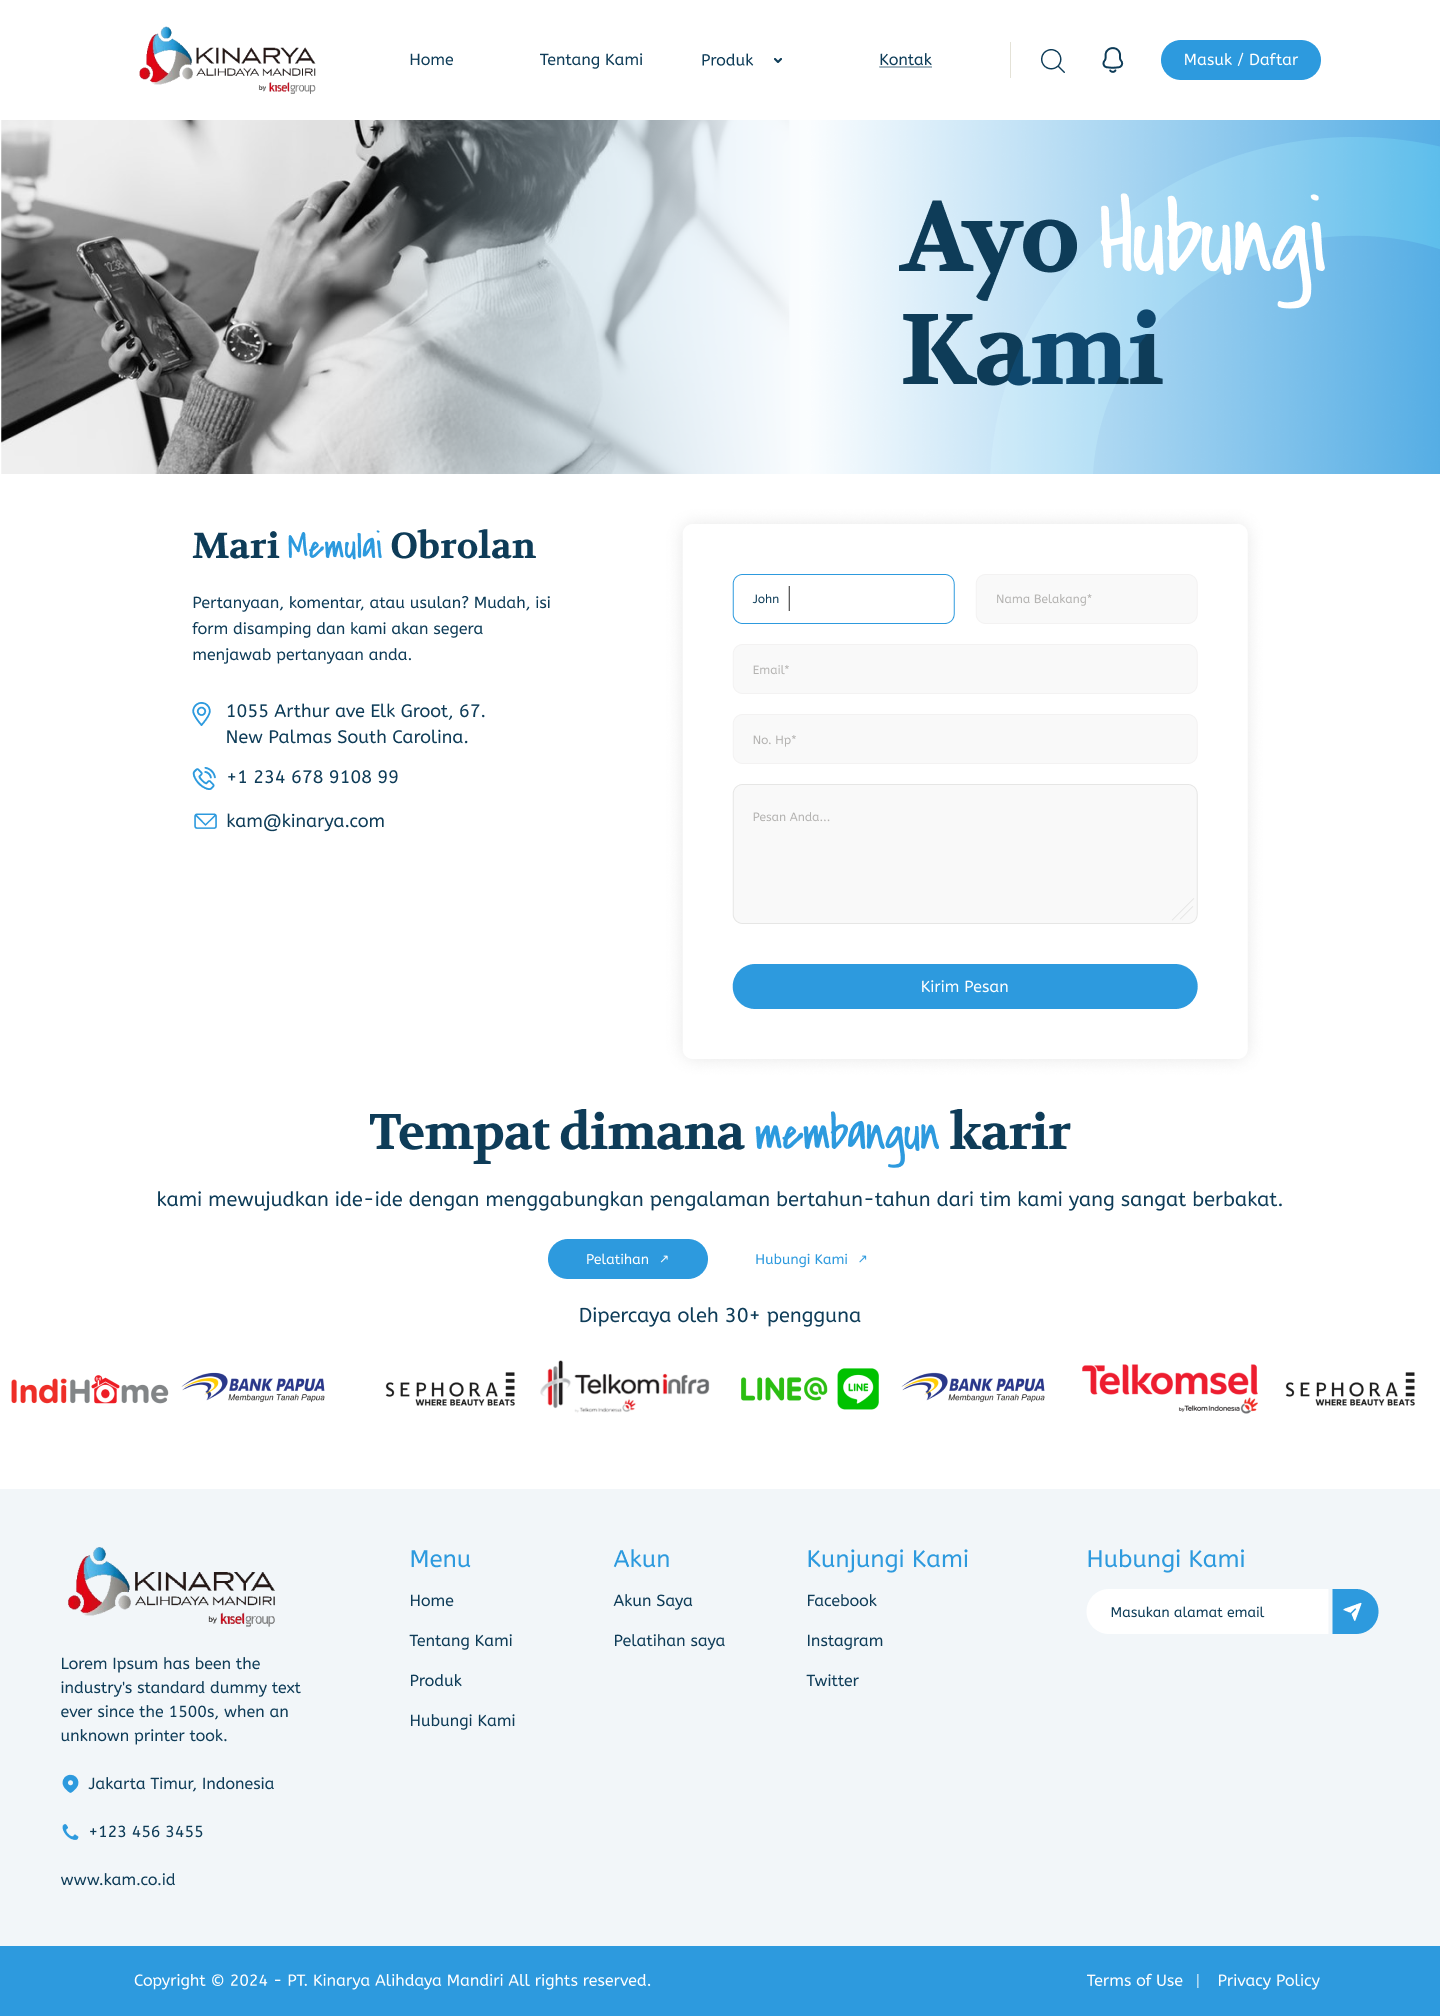 KINARYA
ALIHDAYA MANDIRI
by kiselgroup
Home
Tentang Kami
Produk
Kontak
Masuk / Daftar
Ayo Hubungi
Kami
Mari Memulai Obrolan
Pertanyaan, komentar, atau usulan? Mudah, isi
form disamping dan kami akan segera
menjawab pertanyaan anda.
1055 Arthur ave Elk Groot, 67.
New Palmas South Carolina.
+1 234 678 9108 99
kam@kinarya.com
John
Nama Belakang*
Email*
No. Hp*
Pesan Anda...
Kirim Pesan
Tempat dimana membangun karir
kami mewujudkan ide-ide dengan menggabungkan pengalaman bertahun-tahun dari tim kami yang sangat berbakat.
Pelatihan
Hubungi Kami
Dipercaya oleh 30+ pengguna
IndiHome
BANK PAPUA
Membangun Tanah Papua
SEPHORA
WHERE BEAUTY BEATS
Telkominfra
Telkom Indonesia
LINE@
LINE
BANK PAPUA
Membangun Tanah Papua
Telkomsel
by Telkom Indonesia
SEPHORA
WHERE BEAUTY BEATS
KINARYA
ALIHDAYA MANDIRI
by kiselgroup
Lorem Ipsum has been the
industry's standard dummy text
ever since the 1500s, when an
unknown printer took.
Jakarta Timur, Indonesia
+123 456 3455
www.kam.co.id
Menu
Home
Tentang Kami
Produk
Hubungi Kami
Akun
Akun Saya
Pelatihan saya
Kunjungi Kami
Facebook
Instagram
Twitter
Hubungi Kami
Masukan alamat email
Copyright © 2024 - PT. Kinarya Alihdaya Mandiri All rights reserved.
Terms of Use | Privacy Policy